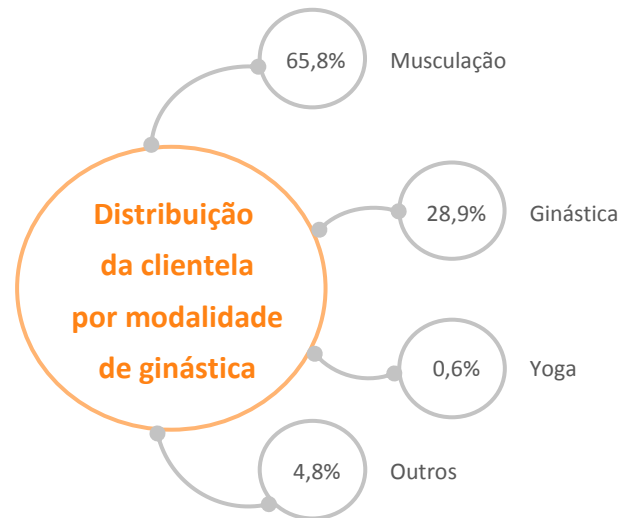 65,8% Musculação
Distribuição
da clientela
por modalidade
de ginástica
28,9% Ginástica
0,6% Yoga
4,8% Outros